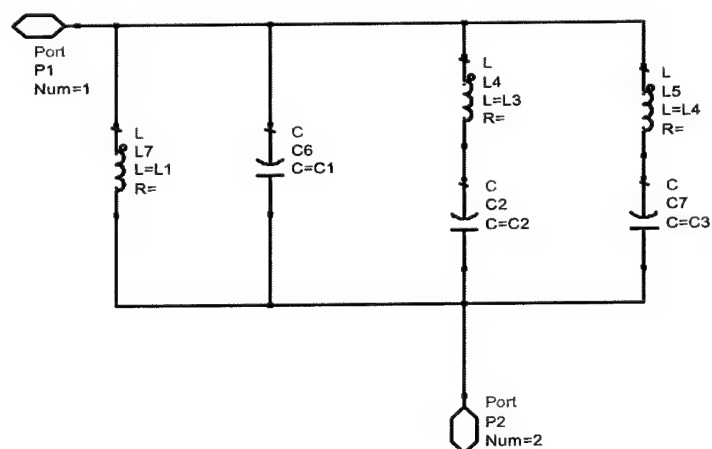 Port
P1
Num=1
L
L7
L=L1
R=
C
C6
C=C1
L
L4
L=L3
R=
C
C2
C=C2
L
L5
L=L4
R=
C
C7
C=C3
Port
P2
Num=2